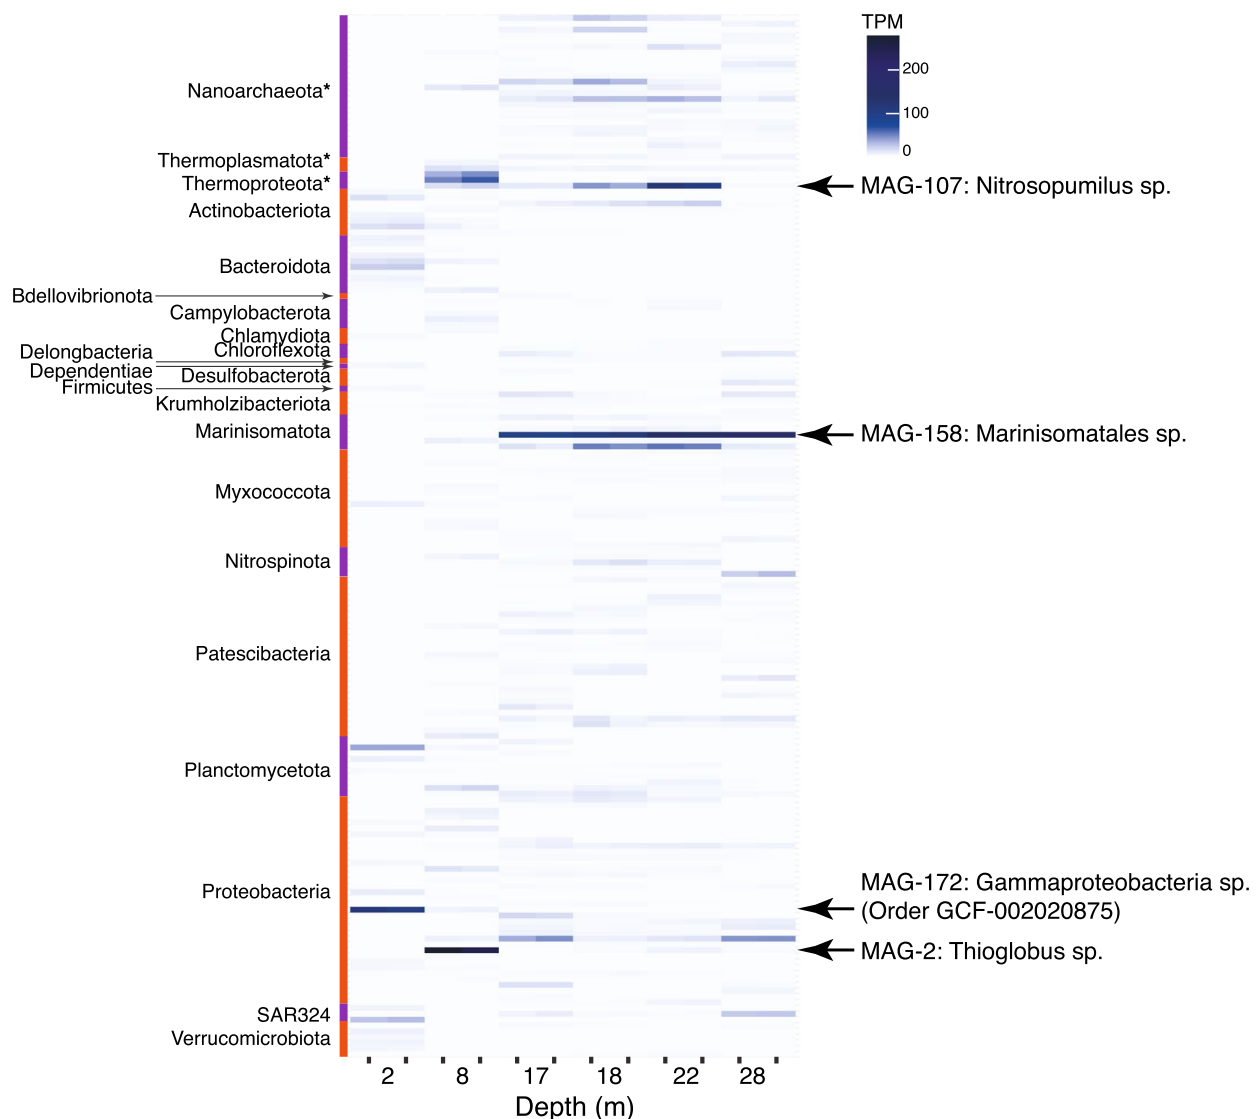 TPM
200
100
0
Nanoarchaeota*
Thermoplasmatota*
Thermoproteota*
MAG-107: Nitrosopumilus sp.
Actinobacteriota
Bacteroidota
Bdellovibrionota
Campylobacterota
Chlamydiota
Chloroflexota
Delongbacteria
Dependentiae
Desulfobacterota
Firmicutes
Krumholzibacteriota
Marinisomatota
MAG-158: Marinisomatales sp.
Myxococcota
Nitrospinota
Patescibacteria
Planctomycetota
Proteobacteria
MAG-172: Gammaproteobacteria sp.
(Order GCF-002020875)
MAG-2: Thioglobus sp.
SAR324
Verrucomicrobiota
2 8 17 18 22 28
Depth (m)